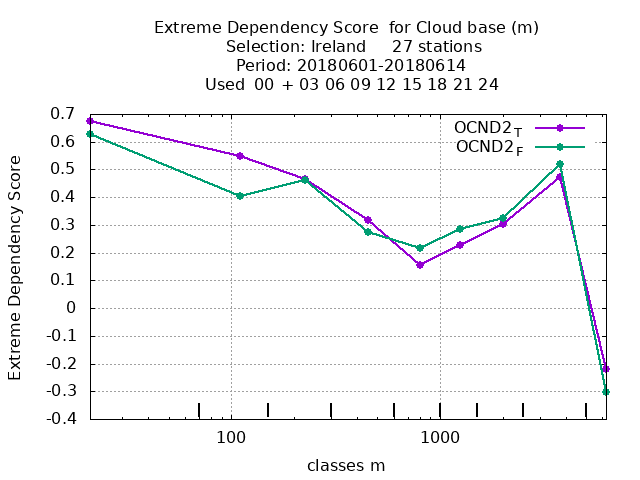 Extreme Dependency Score  for Cloud base (m)
Selection: Ireland     27 stations
Period: 20180601-20180614
Used  00  + 03 06 09 12 15 18 21 24
OCND2T
OCND2F
0.7
0.6
0.5
0.4
0.3
0.2
0.1
0
-0.1
-0.2
-0.3
-0.4
Extreme Dependency Score
100 1000
classes m